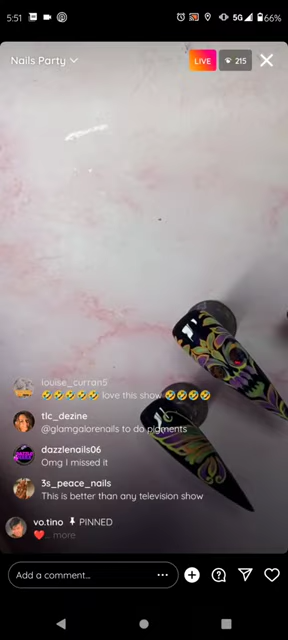 5:51
5G
66%
Nails Party
LIVE
215
louise_curran5
🤣🤣🤣🤣🤣 love this show 🤣🤣🤣🤣
tlc_dezine
@glamgalorenails to do pigments
dazzlenails06
Omg I missed it
3s_peace_nails
This is better than any television show
vo.tino PINNED
❤️... more
Add a comment...